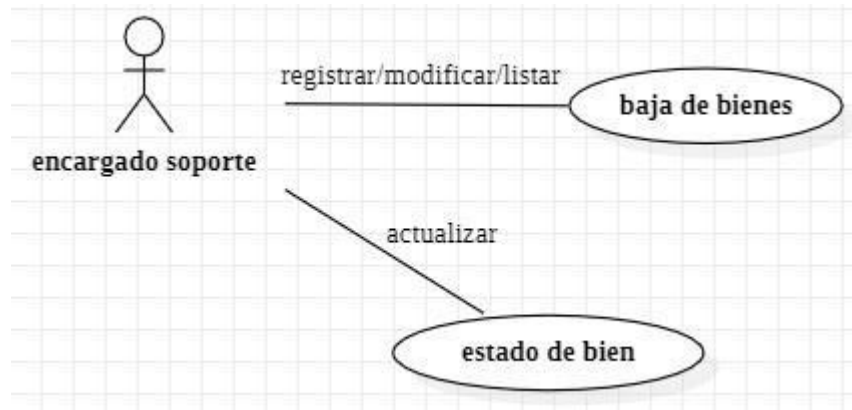 registrar/modificar/listar
baja de bienes
encargado soporte
actualizar
estado de bien